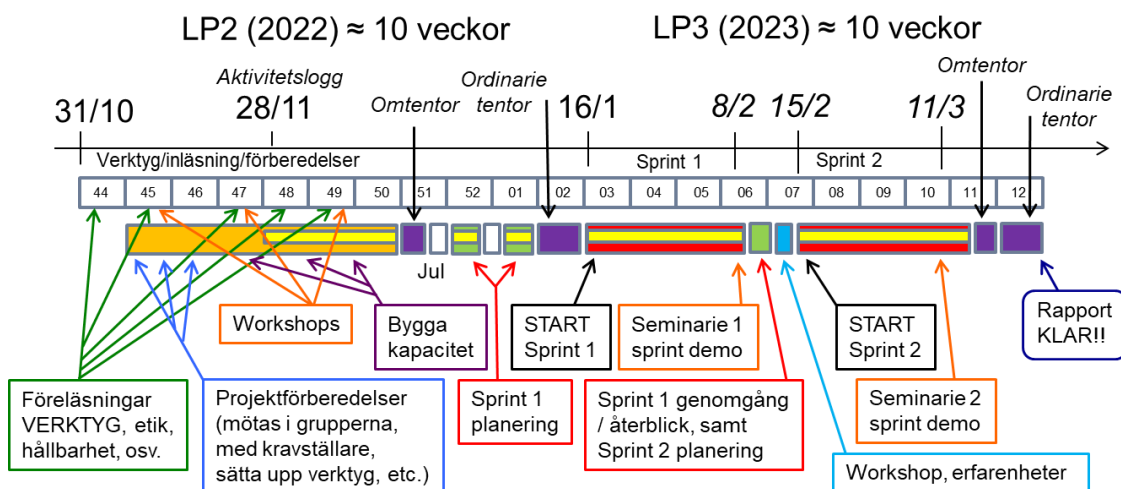 LP2 (2022) ≈ 10 veckor
LP3 (2023) ≈ 10 veckor
Aktivitetslogg
Omtentor
Ordinarie
tentor
Omtentor
Ordinarie
tentor
31/10
28/11
16/1
8/2
15/2
11/3
Verktyg/inläsning/förberedelser
Sprint 1
Sprint 2
44 45 46 47 48 49 50 51 52 01 02 03 04 05 06 07 08 09 10 11 12
Jul
Workshops
Bygga
kapacitet
START
Sprint 1
Seminarie 1
sprint demo
START
Sprint 2
Rapport
KLAR!!
Föreläsningar
VERKTYG, etik,
hållbarhet, osv.
Projektförberedelser
(mötas i grupperna,
med kravställare,
sätta upp verktyg, etc.)
Sprint 1
planering
Sprint 1 genomgång
/ återblick, samt
Sprint 2 planering
Seminarie 2
sprint demo
Workshop, erfarenheter